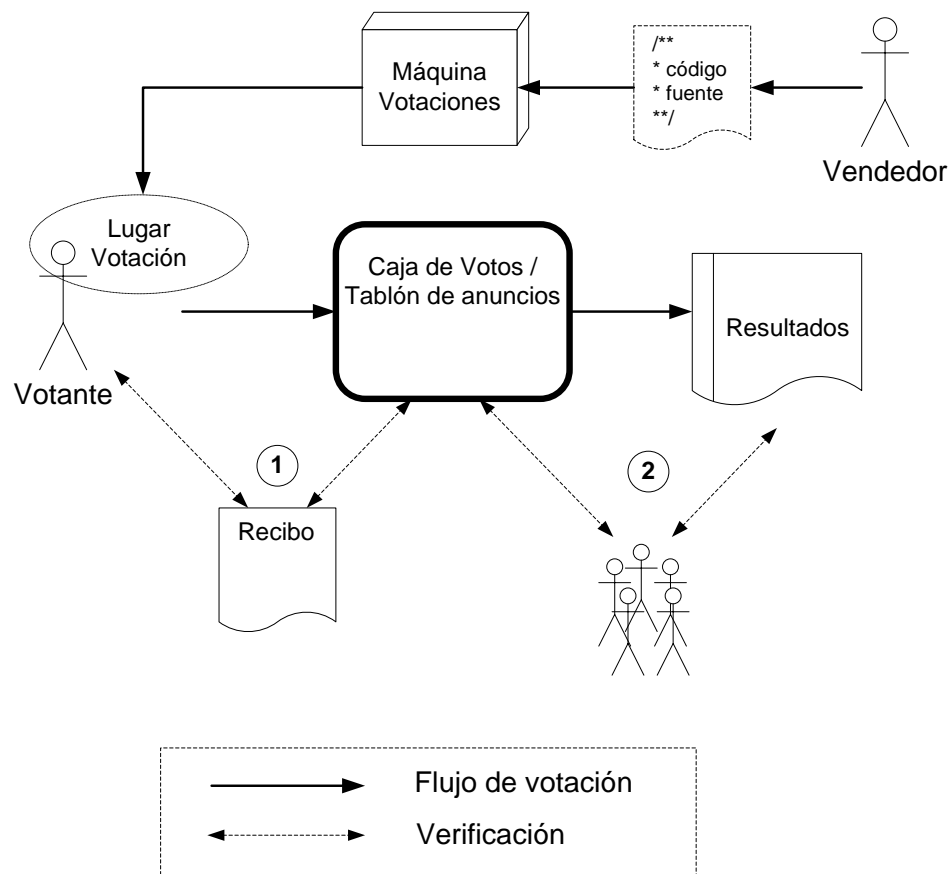 /**
* código
* fuente
**/
Máquina
Votaciones
Vendedor
Lugar
Votación
Votante
Caja de Votos /
Tablón de anuncios
Resultados
1
2
Recibo
Flujo de votación
Verificación